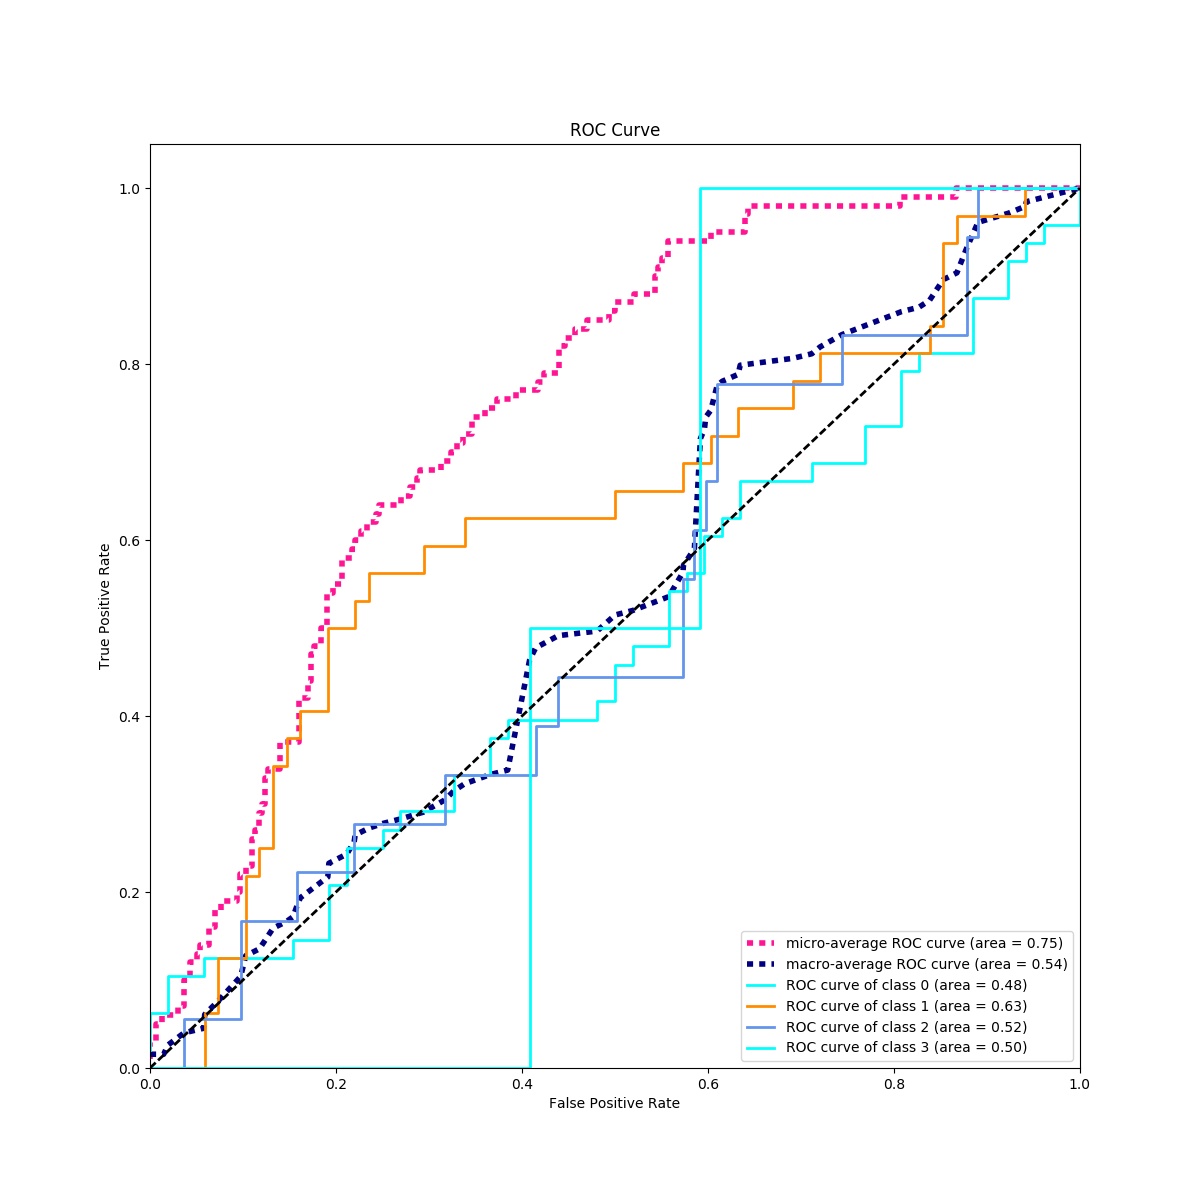 ROC Curve
1.0
0.8
0.6
0.4
0.2
0.0
True Positive Rate
0.0 0.2 0.4 0.6 0.8 1.0
False Positive Rate
micro-average ROC curve (area = 0.75)
macro-average ROC curve (area = 0.54)
ROC curve of class 0 (area = 0.48)
ROC curve of class 1 (area = 0.63)
ROC curve of class 2 (area = 0.52)
ROC curve of class 3 (area = 0.50)